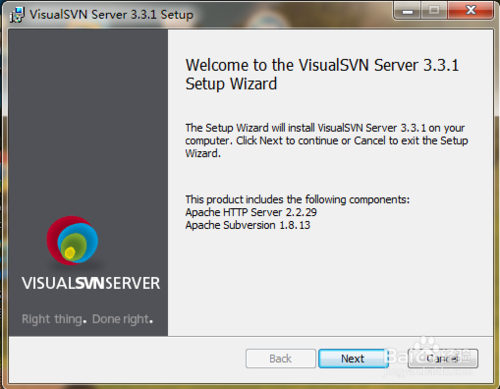 VisualSVN Server 3.3.1 Setup
Welcome to the VisualSVN Server 3.3.1
Setup Wizard
The Setup Wizard will install VisualSVN Server 3.3.1 on your
computer. Click Next to continue or Cancel to exit the Setup
Wizard.
This product includes the following components:
Apache HTTP Server 2.2.29
Apache Subversion 1.8.13
VISUALSVNSERVER
Right thing. Done right.
Back
Next
Cancel